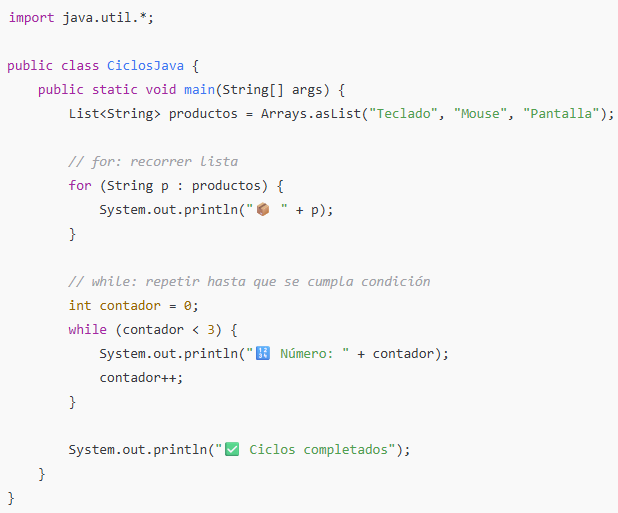 import java.util.*;
public class CiclosJava {
public static void main(String[] args) {
List<String> productos = Arrays.asList("Teclado", "Mouse", "Pantalla");
// for: recorrer lista
for (String p : productos) {
System.out.println("📦 " + p);
}
// while: repetir hasta que se cumpla condición
int contador = 0;
while (contador < 3) {
System.out.println("🔢 Número: " + contador);
contador++;
}
System.out.println("✅ Ciclos completados");
}
}